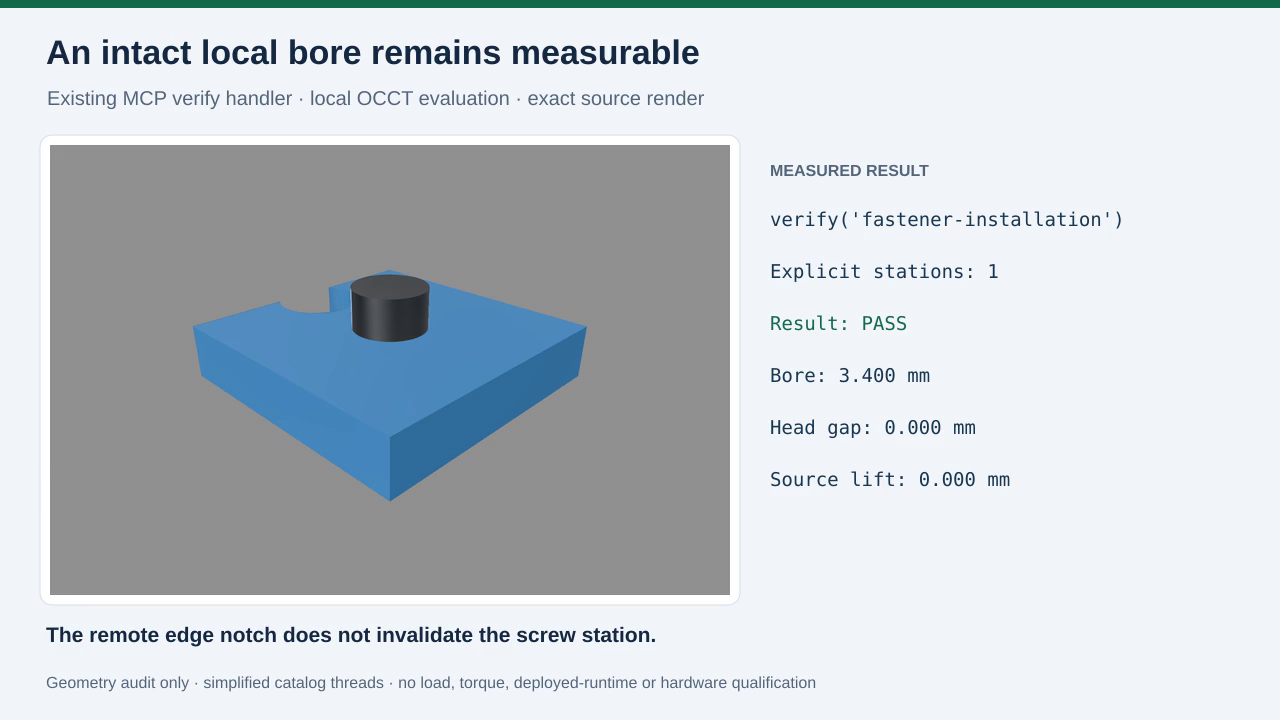 An intact local bore remains measurable
Existing MCP verify handler · local OCCT evaluation · exact source render
MEASURED RESULT
verify('fastener-installation')
Explicit stations: 1
Result: PASS
Bore: 3.400 mm
Head gap: 0.000 mm
Source lift: 0.000 mm
The remote edge notch does not invalidate the screw station.
Geometry audit only · simplified catalog threads · no load, torque, deployed-runtime or hardware qualification